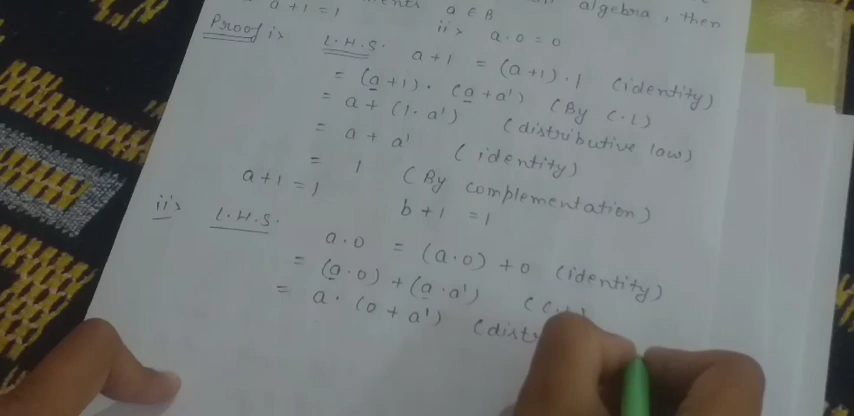 a + 1 = 1 a ∈ B algebra, then
ii> a · 0 = 0
Proof i>
L.H.S. a + 1 = (a + 1) · 1 (identity)
= (a + 1) · (a + a') (By C.L)
= a + (1 · a') (distributive law)
= a + a' (identity)
= 1 (By complementation)
a + 1 = 1 b + 1 = 1
ii> L.H.S.
a · 0 = (a · 0) + 0 (identity)
= (a · 0) + (a · a')
= a · (0 + a') (dist